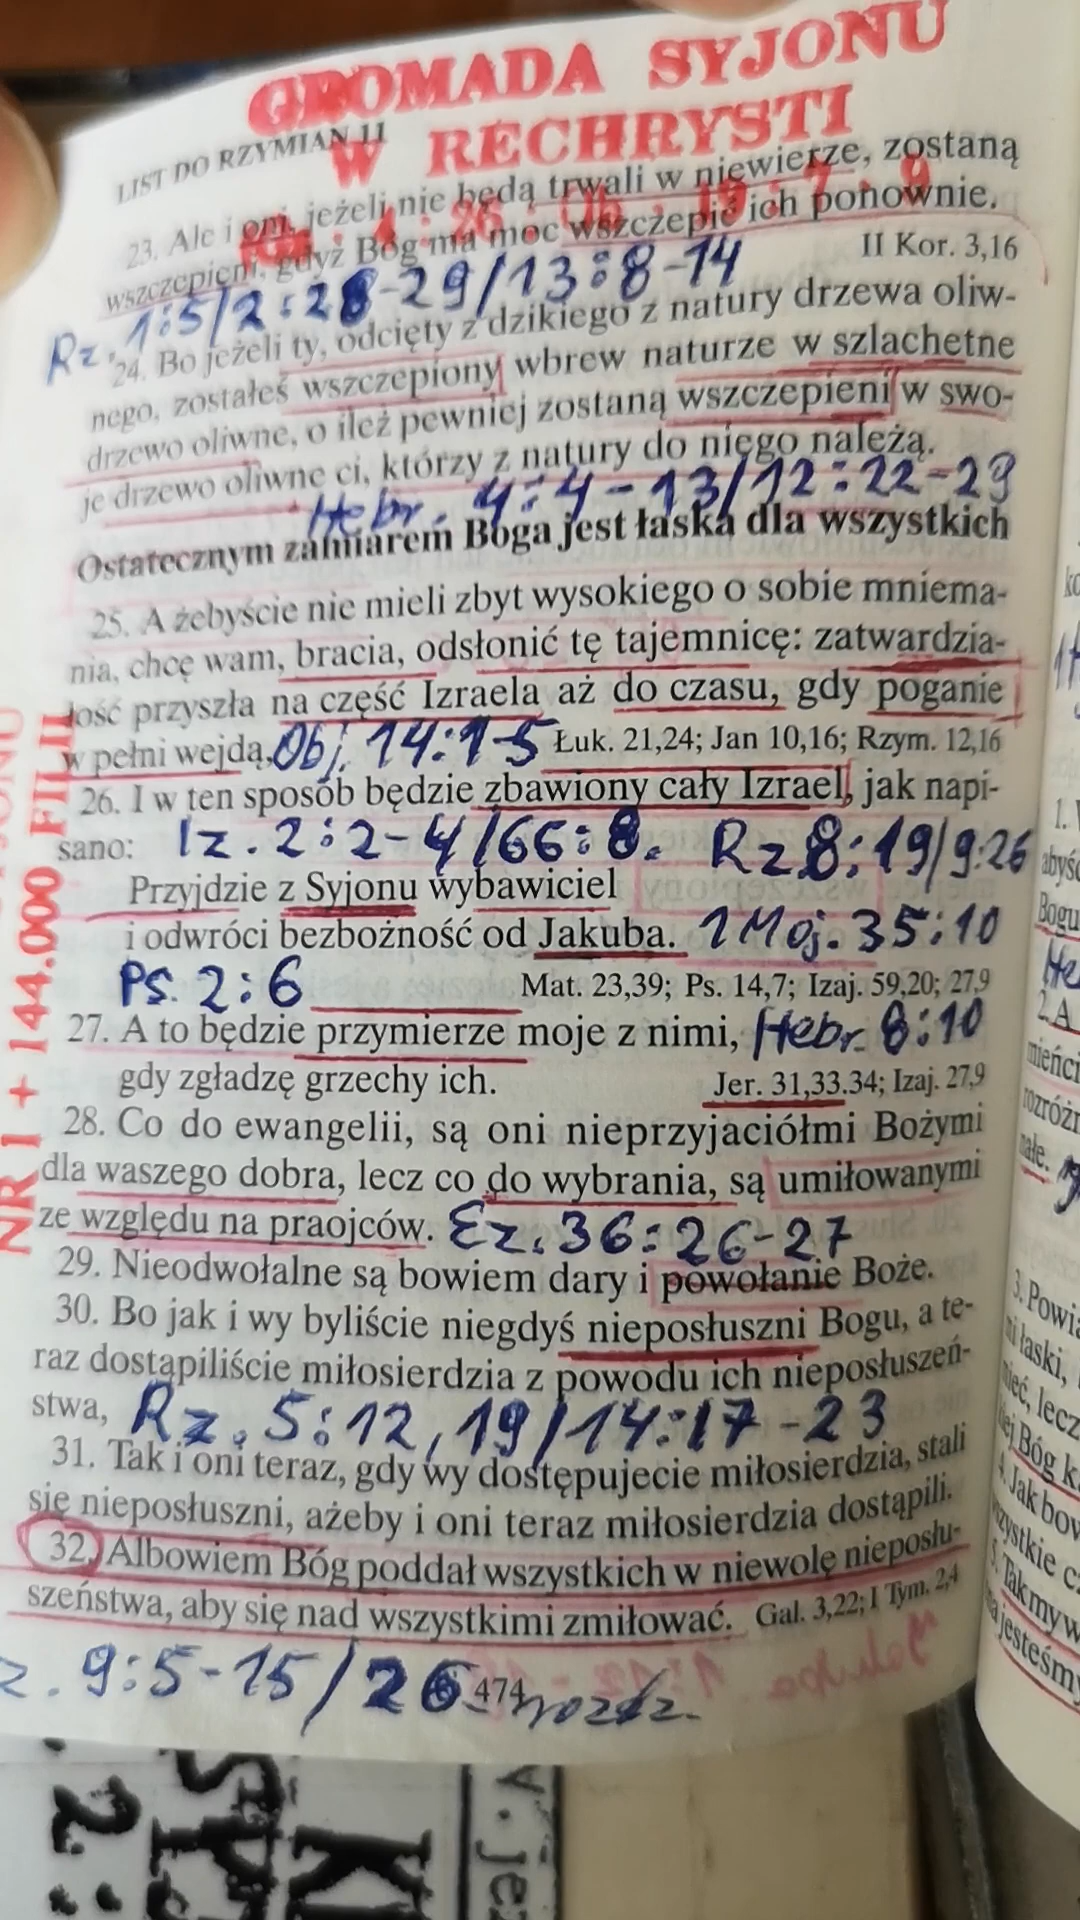 GROMADA SYJONU
W RECHRYSTI
LIST DO RZYMIAN 11
23. Ale i oni, jeżeli nie będą trwali w niewierze, zostaną
wszczepieni, gdyż Bóg ma moc wszczepić ich ponownie.
II Kor. 3,16
Rz. 1:5/2:28-29/13:8-14
24. Bo jeżeli ty, odcięty z dzikiego z natury drzewa oliw-
nego, zostałeś wszczepiony wbrew naturze w szlachetne
drzewo oliwne, o ileż pewniej zostaną wszczepieni w swo-
je drzewo oliwne ci, którzy z natury do niego należą.
Hebr. 4:4-13/12:22-29
Ostatecznym zamiarem Boga jest łaska dla wszystkich
25. A żebyście nie mieli zbyt wysokiego o sobie mniema-
nia, chcę wam, bracia, odsłonić tę tajemnicę: zatwardzia-
łość przyszła na część Izraela aż do czasu, gdy poganie
w pełni wejdą, Obj. 14:1-5 Łuk. 21,24; Jan 10,16; Rzym. 12,16
26. I w ten sposób będzie zbawiony cały Izrael, jak napi-
sano: Iz. 2:2-4/66:8. Rz. 8:19/9:26
Przyjdzie z Syjonu wybawiciel
i odwróci bezbożność od Jakuba. 1 Moj. 35:10
Ps. 2:6 Mat. 23,39; Ps. 14,7; Izaj. 59,20; 27,9
27. A to będzie przymierze moje z nimi, Hebr. 8:10
gdy zgładzę grzechy ich. Jer. 31,33.34; Izaj. 27,9
28. Co do ewangelii, są oni nieprzyjaciółmi Bożymi
dla waszego dobra, lecz co do wybrania, są umiłowanymi
ze względu na praojców. Ez. 36:26-27
29. Nieodwołalne są bowiem dary i powołanie Boże.
30. Bo jak i wy byliście niegdyś nieposłuszni Bogu, a te-
raz dostąpiliście miłosierdzia z powodu ich nieposłuszeń-
stwa, Rz. 5:12,19/14:17-23
31. Tak i oni teraz, gdy wy dostępujecie miłosierdzia, stali
się nieposłuszni, ażeby i oni teraz miłosierdzia dostąpili.
32. Albowiem Bóg poddał wszystkich w niewolę nieposłu-
szeństwa, aby się nad wszystkimi zmiłować. Gal. 3,22; I Tym. 2,4
9:5-15/26 rozdz.
474
NR 1 + 144.000 FILII
1.
Bogu
2. A
3. Powi